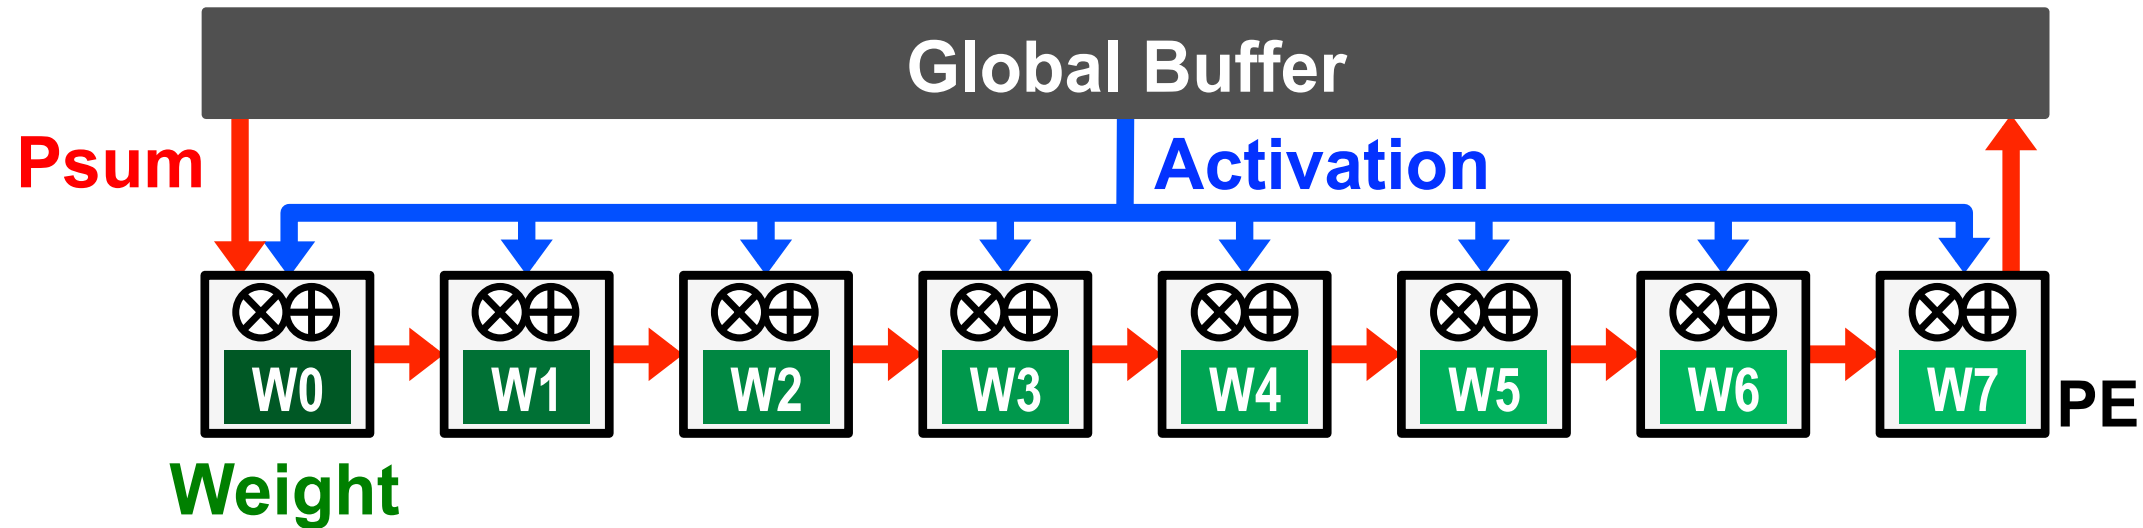 Global Buffer
Psum
Activation
W0 W1 W2 W3 W4 W5 W6 W7
PE
Weight